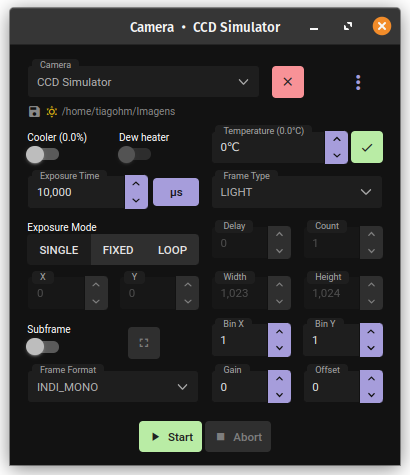 Camera • CCD Simulator
Camera
CCD Simulator
/home/tiagohm/Imagens
Cooler (0.0%)
Dew heater
Temperature (0.0°C)
0°C
Exposure Time
10,000
µs
Frame Type
LIGHT
Exposure Mode
SINGLE FIXED LOOP
Delay
0
Count
1
X
0
Y
0
Width
1,023
Height
1,024
Subframe
Bin X
1
Bin Y
1
Frame Format
INDI_MONO
Gain
0
Offset
0
Start
Abort